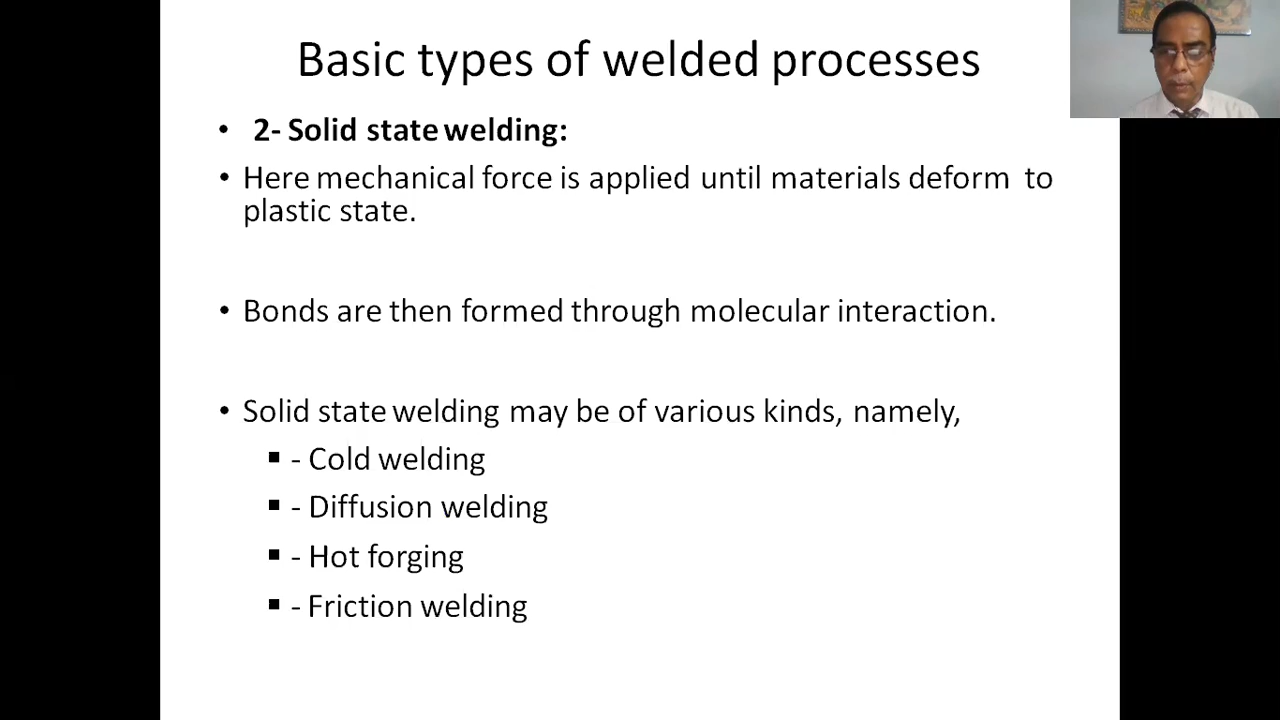 Basic types of welded processes
• 2- Solid state welding:
• Here mechanical force is applied until materials deform to
plastic state.
• Bonds are then formed through molecular interaction.
• Solid state welding may be of various kinds, namely,
▪ - Cold welding
▪ - Diffusion welding
▪ - Hot forging
▪ - Friction welding